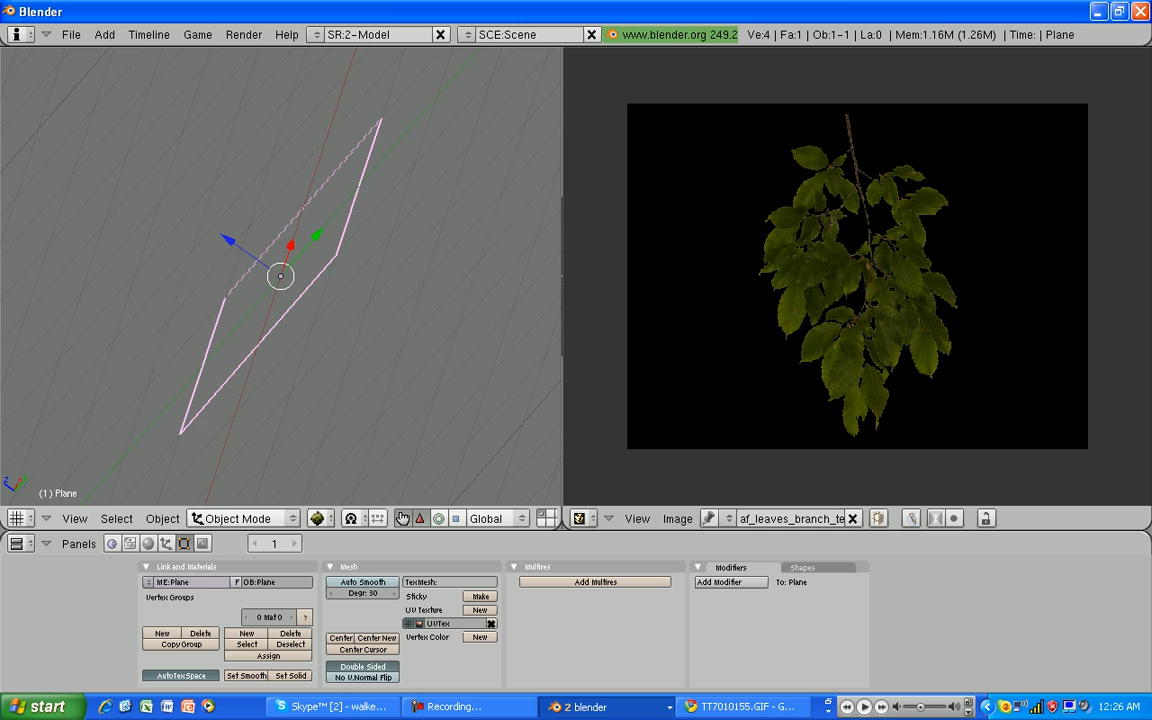 Blender
File Add Timeline Game Render Help SR:2-Model SCE:Scene www.blender.org 249.2 Ve:4 | Fa:1 | Ob:1-1 | La:0 | Mem:1.16M (1.26M) | Time: | Plane
(1) Plane
View Select Object Object Mode Global
View Image af_leaves_branch_te
Panels 1
Link and Materials
ME:Plane F OB:Plane
Vertex Groups
0 Mat 0 ?
New Delete New Delete
Copy Group Select Deselect
Assign
AutoTexSpace Set Smooth Set Solid
Mesh
Auto Smooth TexMesh:
Degr: 30 Sticky Make
UV Texture New
UVTex
Center Center New Vertex Color New
Center Cursor
Double Sided
No V.Normal Flip
Multires
Add Multires
Modifiers Shapes
Add Modifier To: Plane
start Skype™ [2] - walke... Recording... 2 blender TT7010155.GIF - G... 12:26 AM